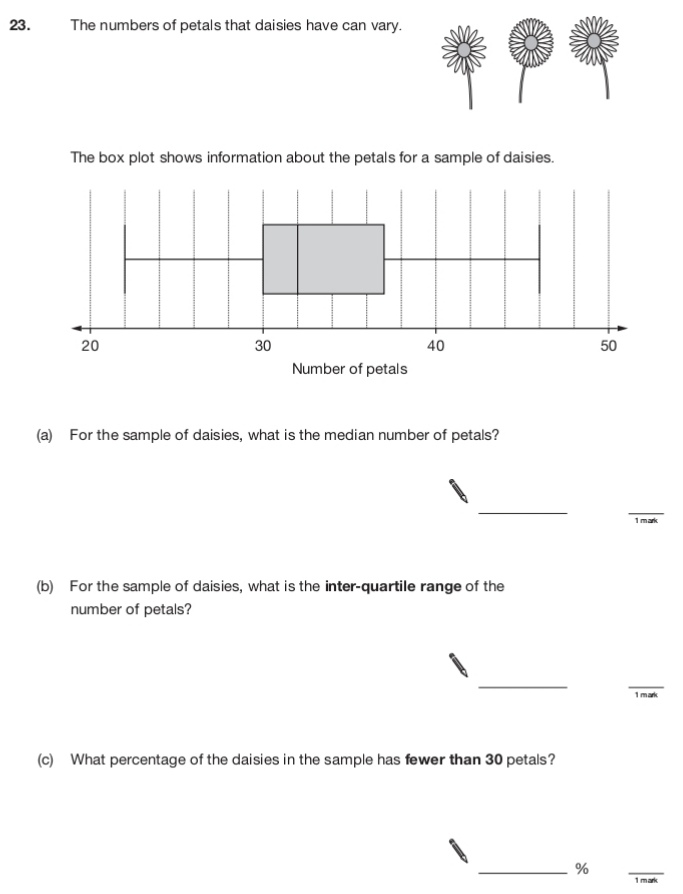 23. The numbers of petals that daisies have can vary.
The box plot shows information about the petals for a sample of daisies.
20 30 40 50
Number of petals
(a) For the sample of daisies, what is the median number of petals?
1 mark
(b) For the sample of daisies, what is the inter-quartile range of the
number of petals?
1 mark
(c) What percentage of the daisies in the sample has fewer than 30 petals?
%
1 mark